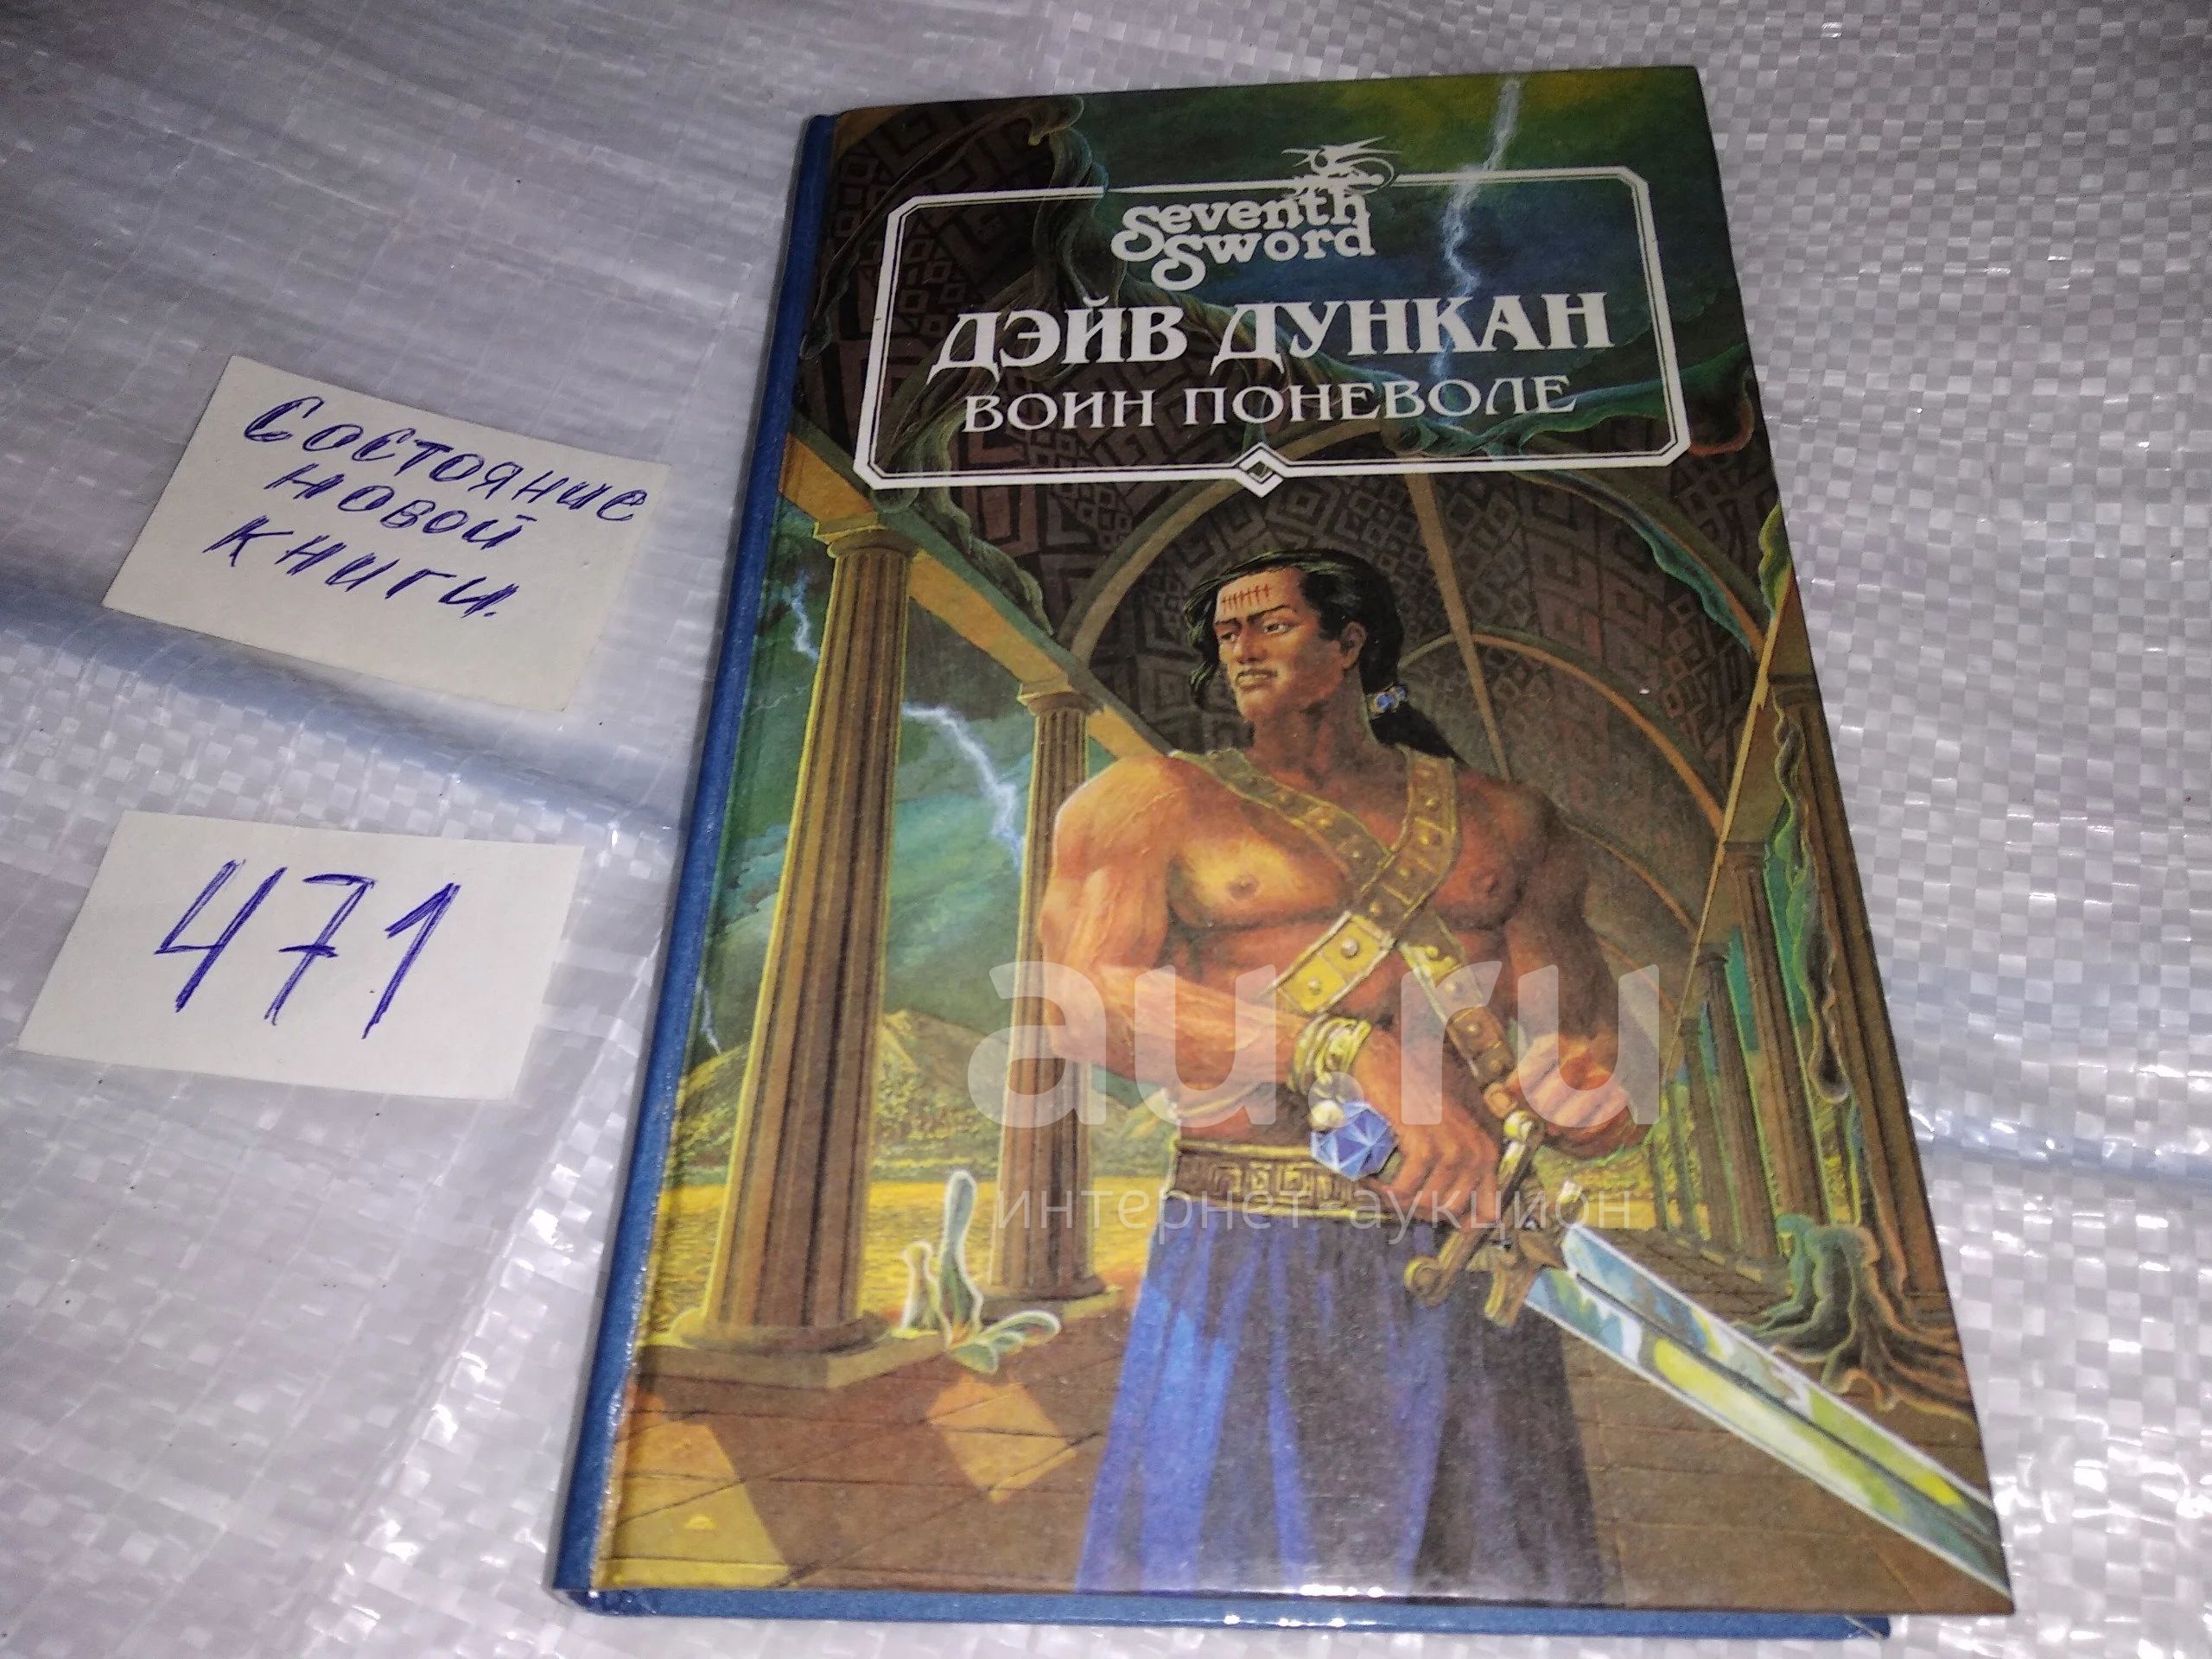 Seventh
Sword
ДЭЙВ ДУНКАН
ВОИН ПОНЕВОЛЕ
Состояние
новой
книги.
471
au.ru
интернет аукцион